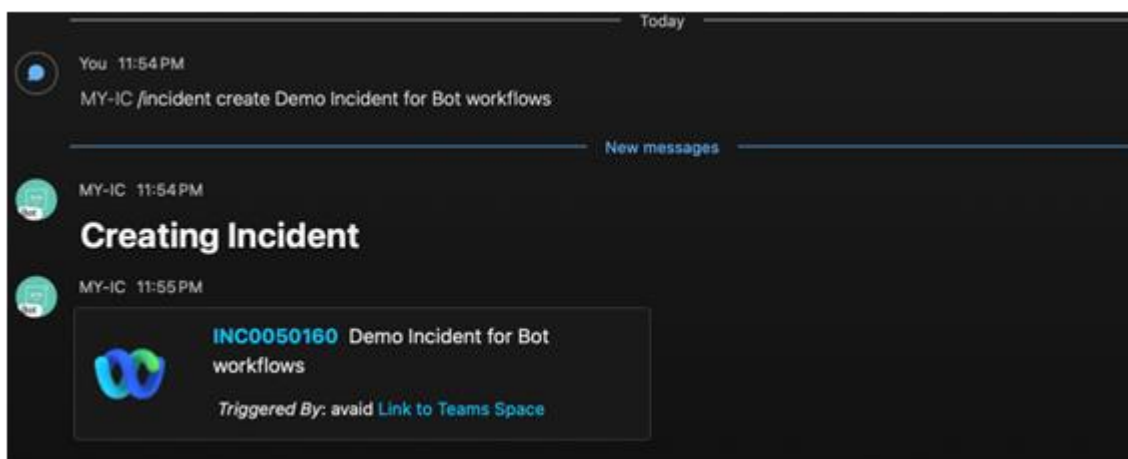 Today
You 11:54 PM
MY-IC /incident create Demo Incident for Bot workflows
New messages
MY-IC 11:54 PM
Bot
Creating Incident
MY-IC 11:55 PM
Bot
INC0050160 Demo Incident for Bot
workflows
Triggered By: avaid Link to Teams Space